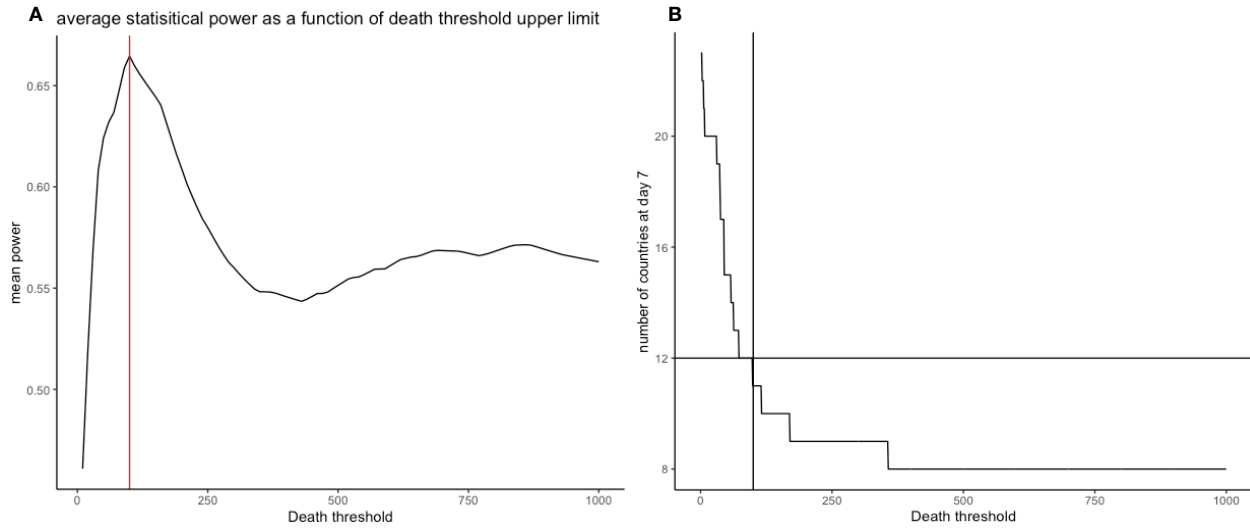 A average statisitical power as a function of death threshold upper limit
mean power
0.65
0.60
0.55
0.50
0 250 500 750 1000
Death threshold
B
number of countries at day 7
20
16
12
8
0 250 500 750 1000
Death threshold